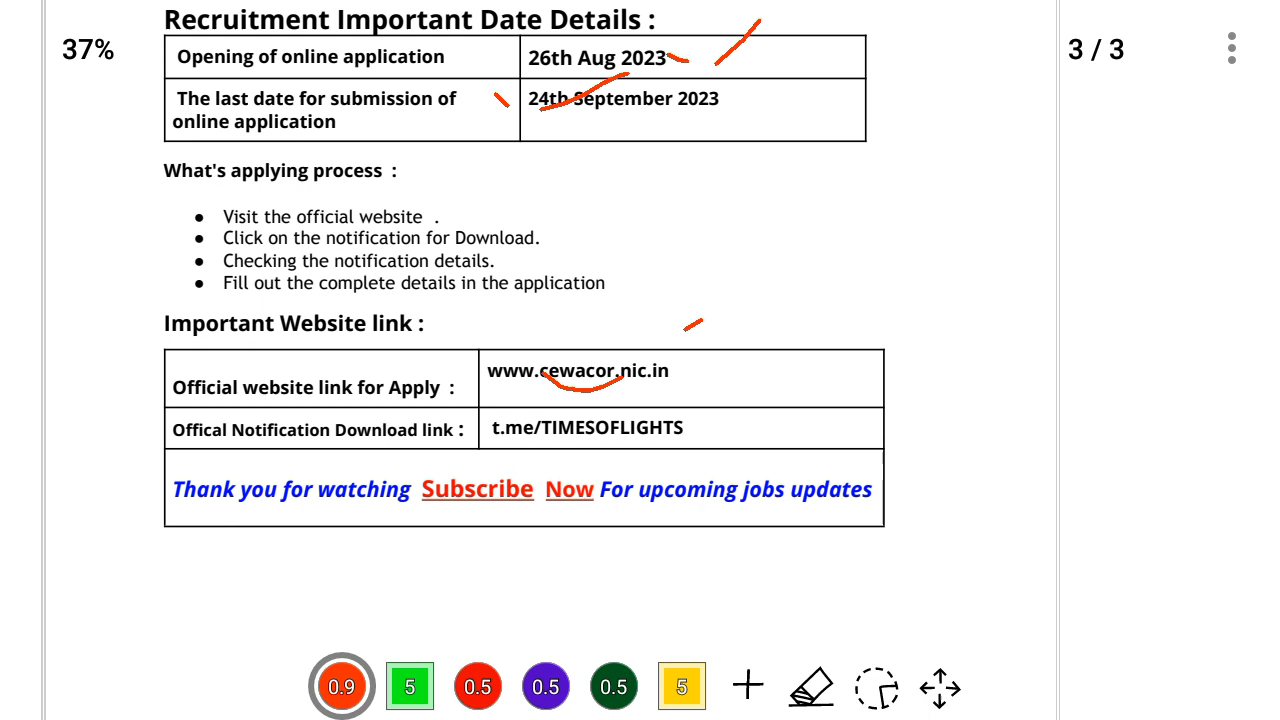 Recruitment Important Date Details :
37%
3 / 3
Opening of online application
26th Aug 2023
The last date for submission of
online application
24th September 2023
What's applying process :
● Visit the official website .
● Click on the notification for Download.
● Checking the notification details.
● Fill out the complete details in the application
Important Website link :
Official website link for Apply :
www.cewacor.nic.in
Offical Notification Download link :
t.me/TIMESOFLIGHTS
Thank you for watching Subscribe Now For upcoming jobs updates
0.9 5 0.5 0.5 0.5 5